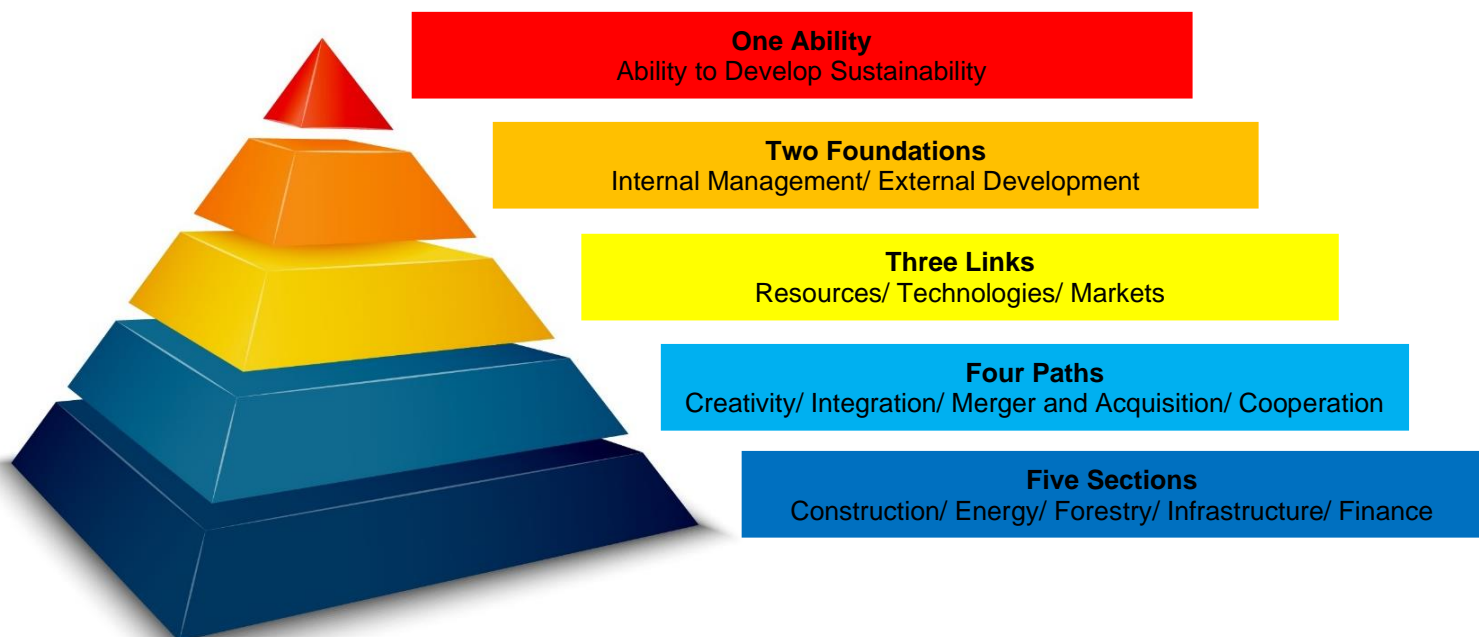 One Ability
Ability to Develop Sustainability
Two Foundations
Internal Management/ External Development
Three Links
Resources/ Technologies/ Markets
Four Paths
Creativity/ Integration/ Merger and Acquisition/ Cooperation
Five Sections
Construction/ Energy/ Forestry/ Infrastructure/ Finance